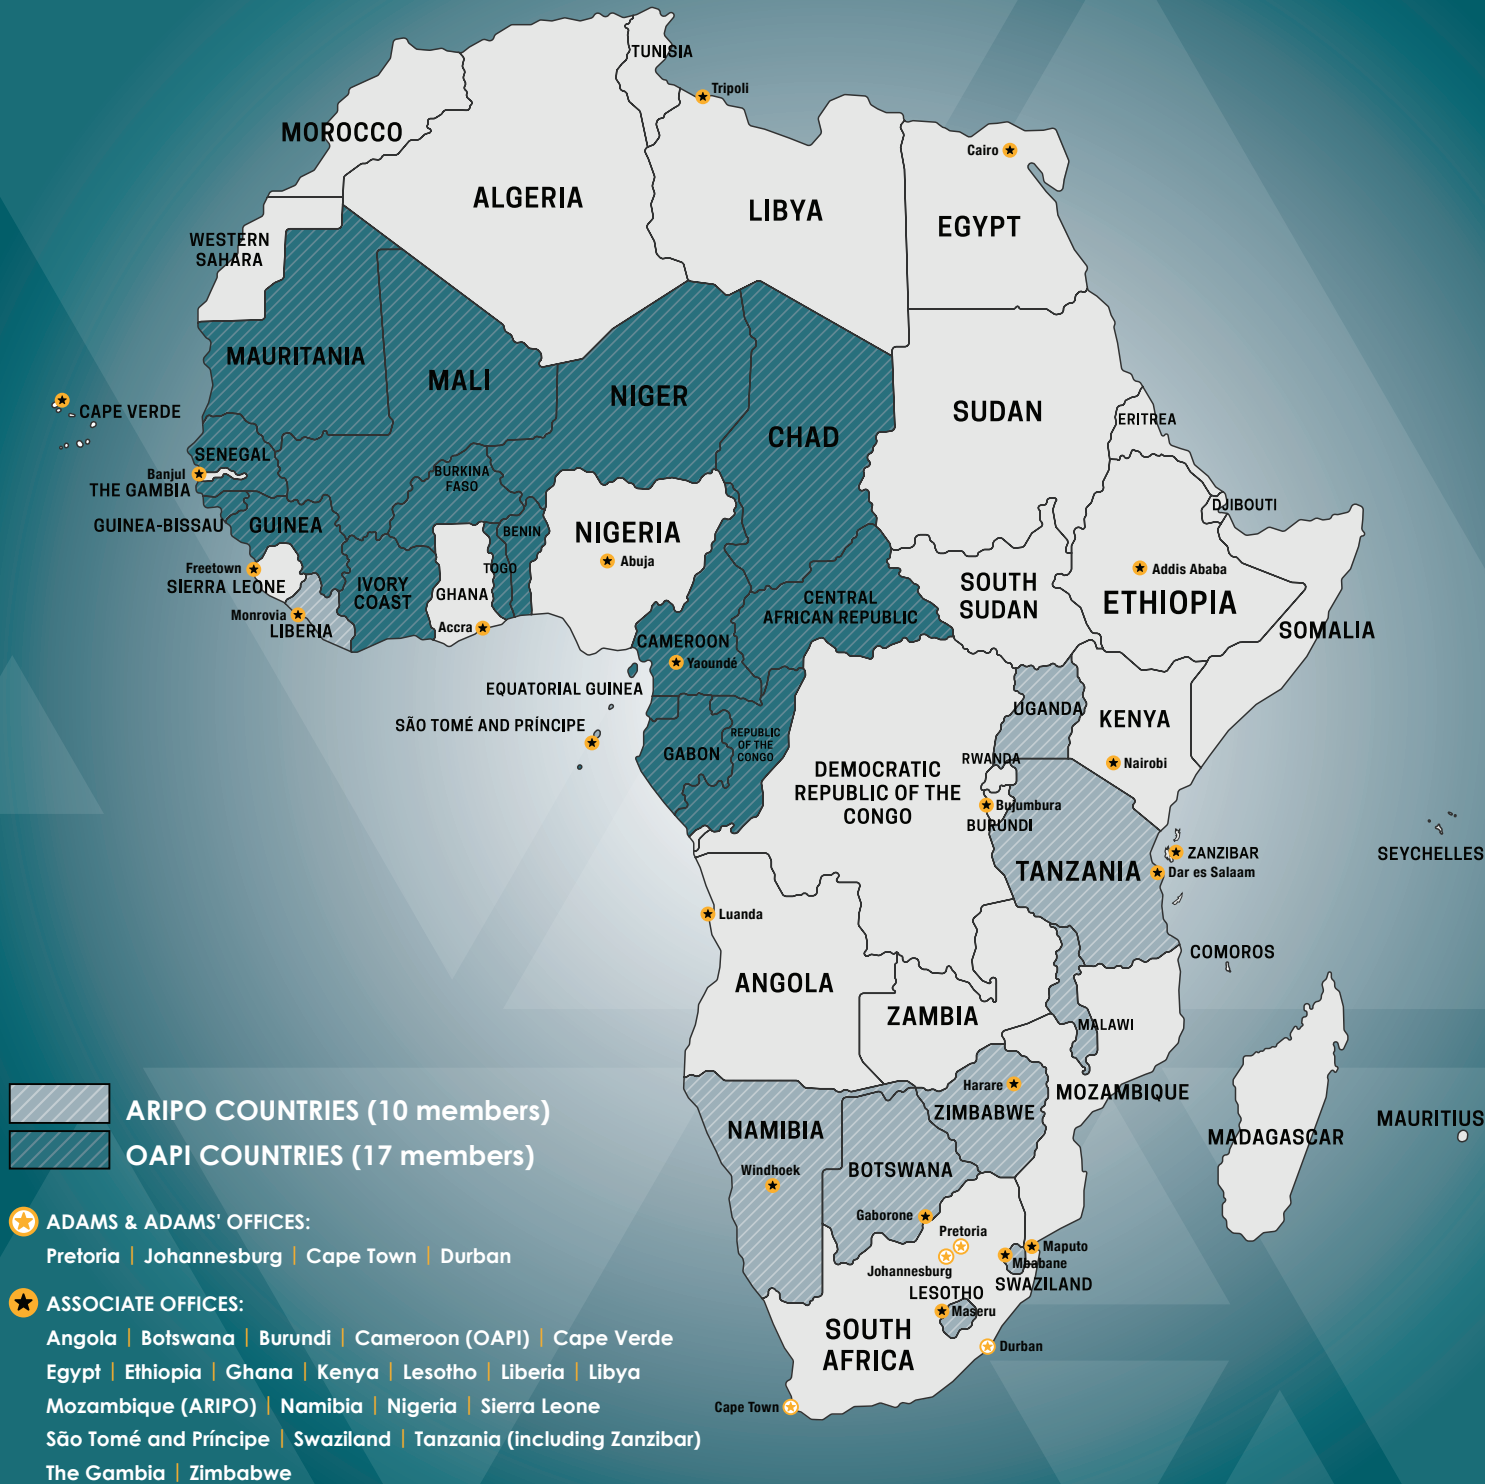 TUNISIA
Tripoli
MOROCCO
Cairo
ALGERIA
LIBYA
EGYPT
WESTERN
SAHARA
MAURITANIA
MALI
NIGER
CHAD
SUDAN
CAPE VERDE
ERITREA
SENEGAL
Banjul
THE GAMBIA
BURKINA
FASO
DJIBOUTI
GUINEA-BISSAU
GUINEA
NIGERIA
BENIN
Abuja
Freetown
SIERRA LEONE
TOGO
Addis Ababa
IVORY
COAST
GHANA
SOUTH
SUDAN
ETHIOPIA
CENTRAL
AFRICAN REPUBLIC
Monrovia
LIBERIA
Accra
SOMALIA
CAMEROON
Yaoundé
EQUATORIAL GUINEA
UGANDA
KENYA
SÃO TOMÉ AND PRÍNCIPE
GABON
REPUBLIC
OF THE
CONGO
RWANDA
Nairobi
DEMOCRATIC
REPUBLIC OF THE
CONGO
Bujumbura
BURUNDI
ZANZIBAR
SEYCHELLES
TANZANIA
Dar es Salaam
Luanda
COMOROS
ANGOLA
ZAMBIA
MALAWI
Harare
ZIMBABWE
MOZAMBIQUE
NAMIBIA
MADAGASCAR
MAURITIUS
BOTSWANA
Windhoek
Gaborone
Pretoria
Johannesburg
Maputo
Mbabane
SWAZILAND
LESOTHO
Maseru
SOUTH
AFRICA
Durban
Cape Town
ARIPO COUNTRIES (10 members)
OAPI COUNTRIES (17 members)
ADAMS & ADAMS' OFFICES:
Pretoria | Johannesburg | Cape Town | Durban
ASSOCIATE OFFICES:
Angola | Botswana | Burundi | Cameroon (OAPI) | Cape Verde
Egypt | Ethiopia | Ghana | Kenya | Lesotho | Liberia | Libya
Mozambique (ARIPO) | Namibia | Nigeria | Sierra Leone
São Tomé and Príncipe | Swaziland | Tanzania (including Zanzibar)
The Gambia | Zimbabwe